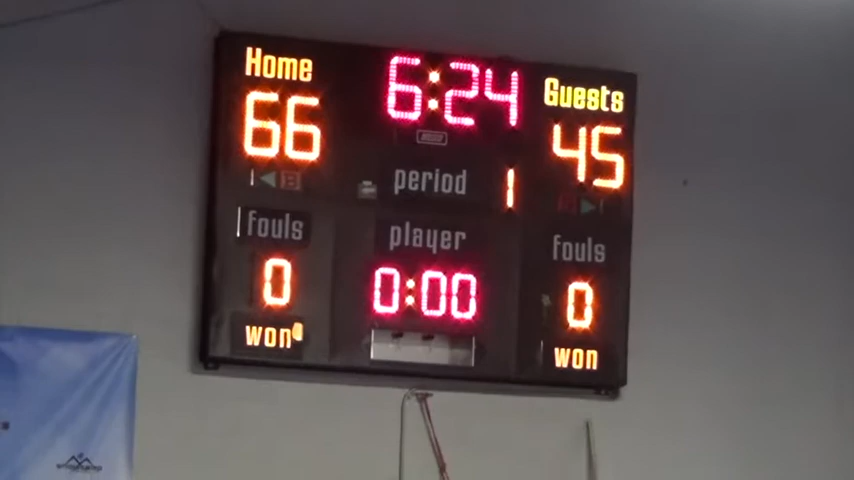 Home 6:24 Guests
66 45
period 1
fouls player fouls
0 0:00 0
won won